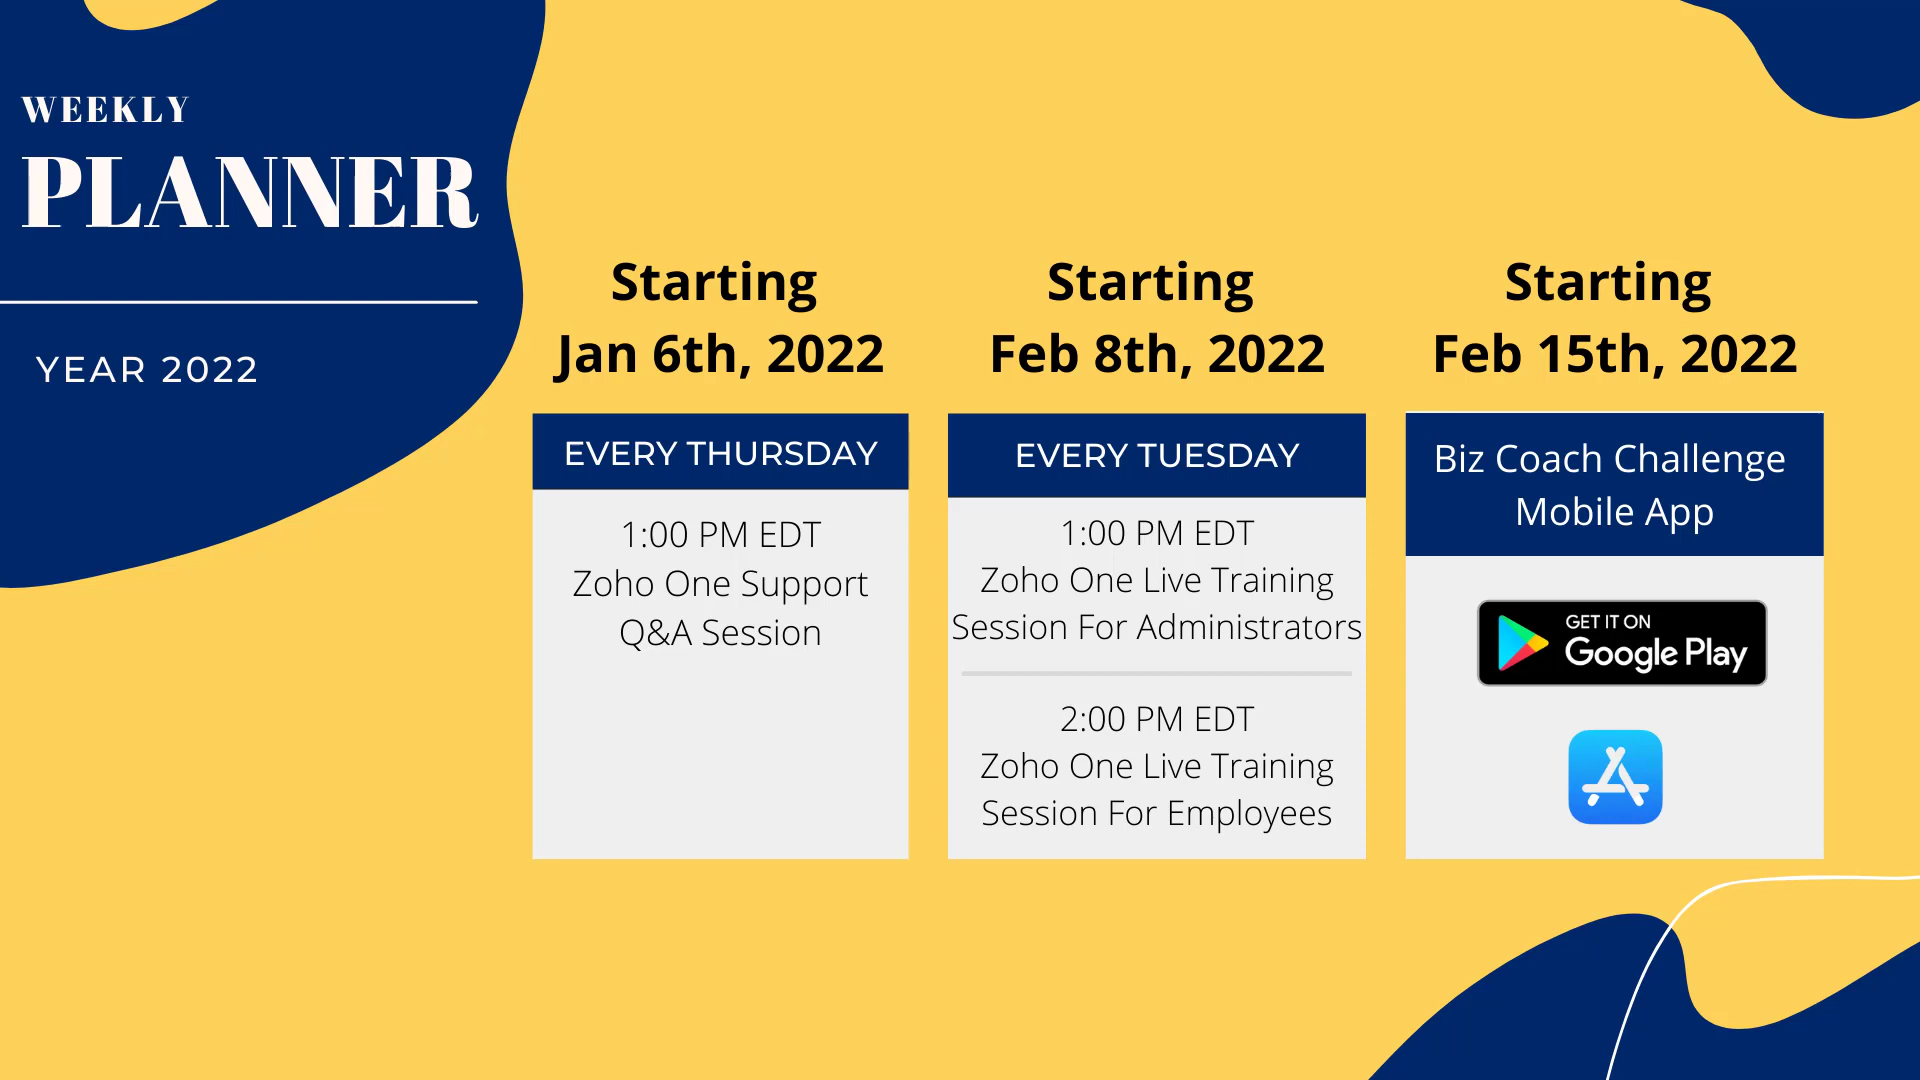 WEEKLY
PLANNER
YEAR 2022
Starting
Jan 6th, 2022
EVERY THURSDAY
1:00 PM EDT
Zoho One Support
Q&A Session
Starting
Feb 8th, 2022
EVERY TUESDAY
1:00 PM EDT
Zoho One Live Training
Session For Administrators
2:00 PM EDT
Zoho One Live Training
Session For Employees
Starting
Feb 15th, 2022
Biz Coach Challenge
Mobile App
GET IT ON
Google Play